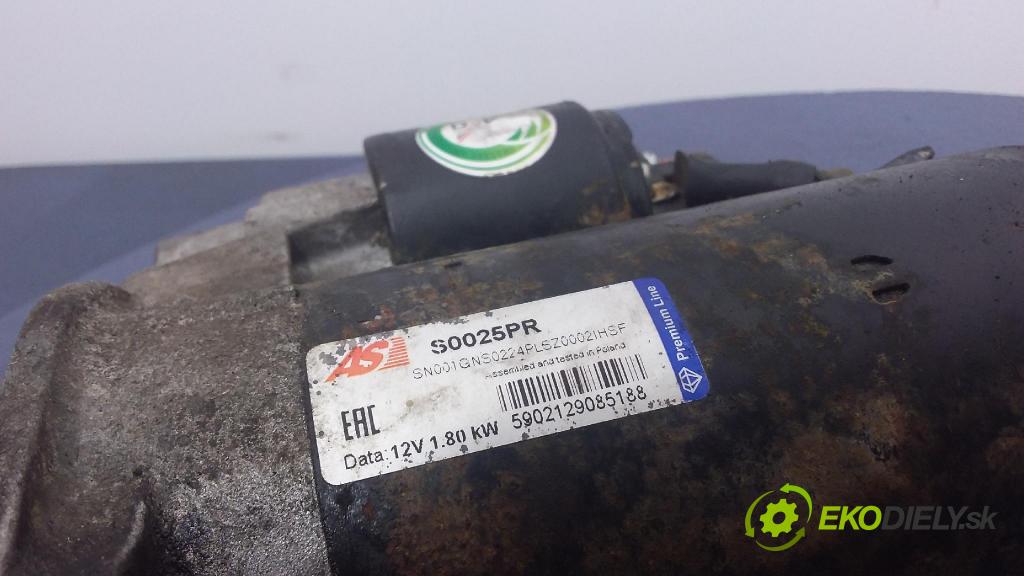 AS
S0025PR
SN001GNS0224PLSZ0002IHSF
Assembled and tested in Poland
EAC
5902129085188
Data: 12V 1.80 kW
Premium Line
EKODIELY.sk